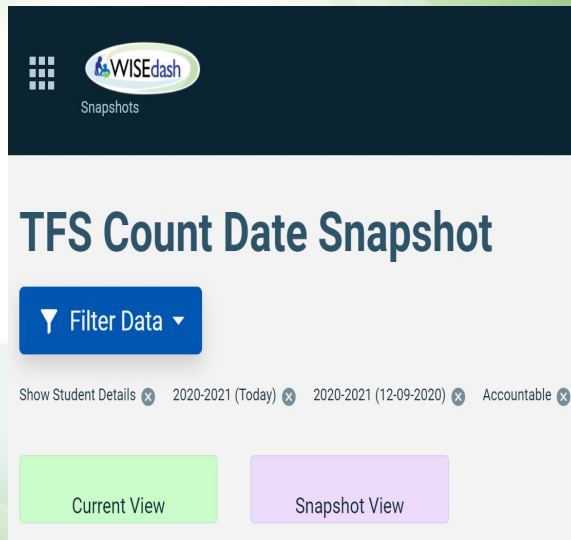 WISEdash
Snapshots
TFS Count Date Snapshot
Filter Data
Show Student Details 2020-2021 (Today) 2020-2021 (12-09-2020) Accountable
Current View Snapshot View